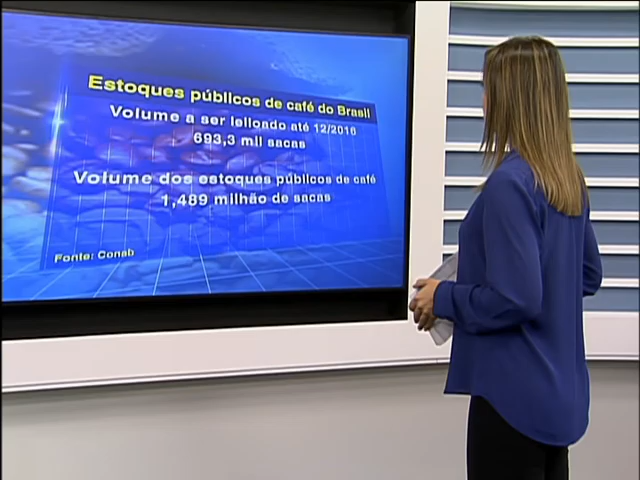 Estoques públicos de café do Brasil
Volume a ser leiloado até 12/2016
693,3 mil sacas
Volume dos estoques públicos de café
1,489 milhão de sacas
Fonte: Conab